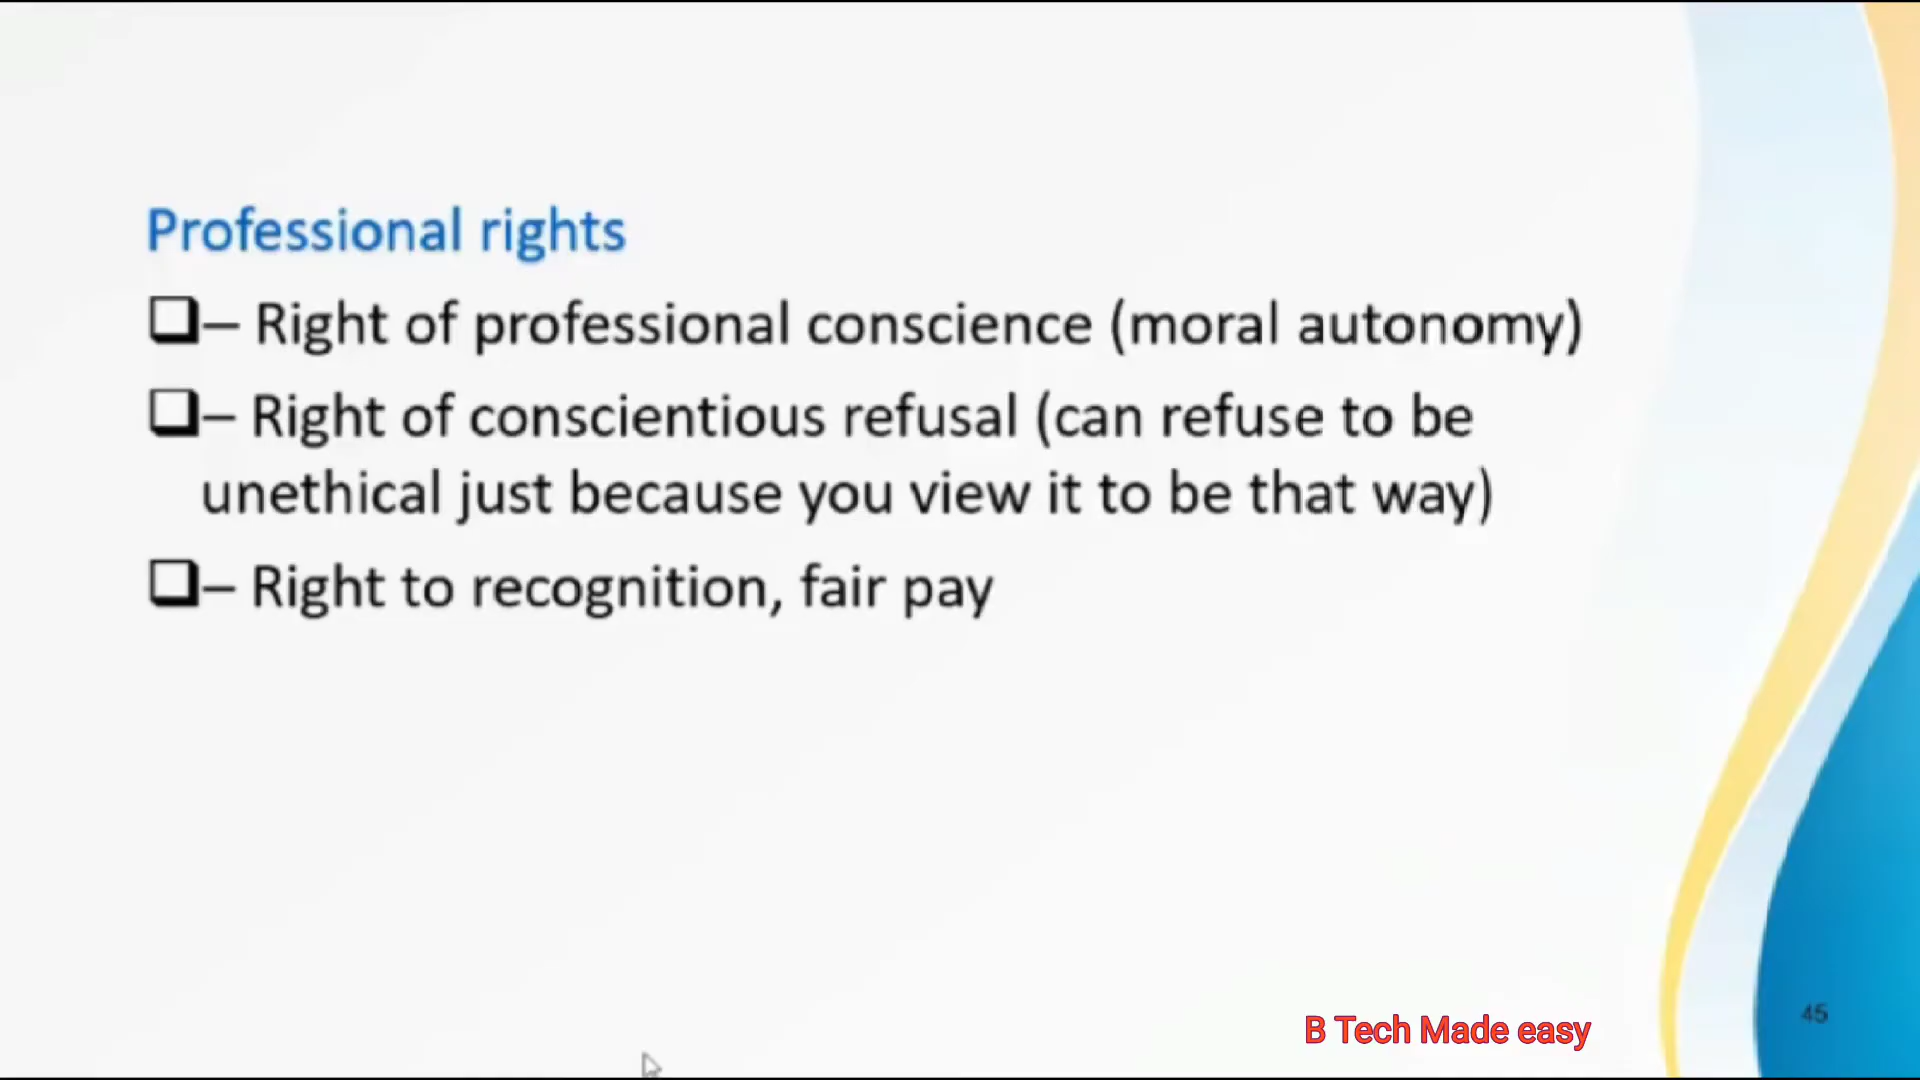 Professional rights
❑– Right of professional conscience (moral autonomy)
❑– Right of conscientious refusal (can refuse to be
unethical just because you view it to be that way)
❑– Right to recognition, fair pay
B Tech Made easy
45